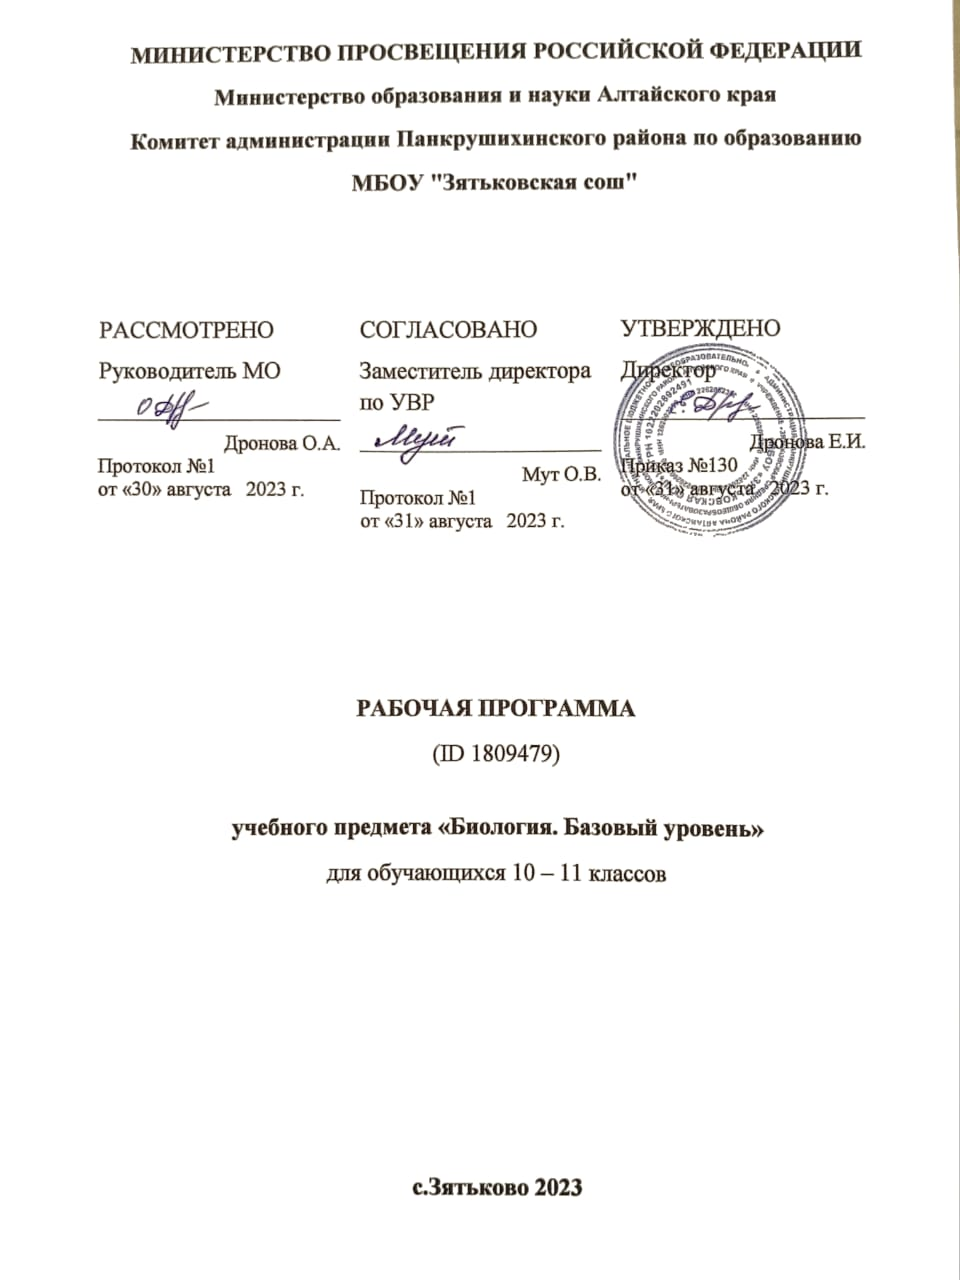 МИНИСТЕРСТВО ПРОСВЕЩЕНИЯ РОССИЙСКОЙ ФЕДЕРАЦИИ
Министерство образования и науки Алтайского края
Комитет администрации Панкрушихинского района по образованию
МБОУ "Зятьковская сош"
РАССМОТРЕНО
Руководитель МО
Дронова О.А.
Протокол №1
от «30» августа 2023 г.
СОГЛАСОВАНО
Заместитель директора
по УВР
Мут О.В.
Протокол №1
от «31» августа 2023 г.
УТВЕРЖДЕНО
Директор
Дронова Е.И.
Приказ №130
от «31» августа 2023 г.
РАБОЧАЯ ПРОГРАММА
(ID 1809479)
учебного предмета «Биология. Базовый уровень»
для обучающихся 10 – 11 классов
с.Зятьково 2023